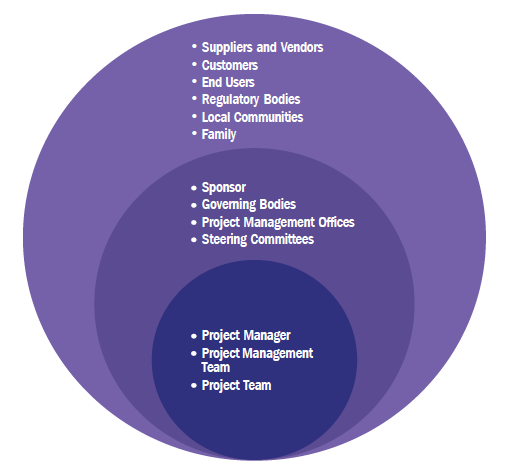 • Suppliers and Vendors
• Customers
• End Users
• Regulatory Bodies
• Local Communities
• Family
• Sponsor
• Governing Bodies
• Project Management Offices
• Steering Committees
• Project Manager
• Project Management
Team
• Project Team